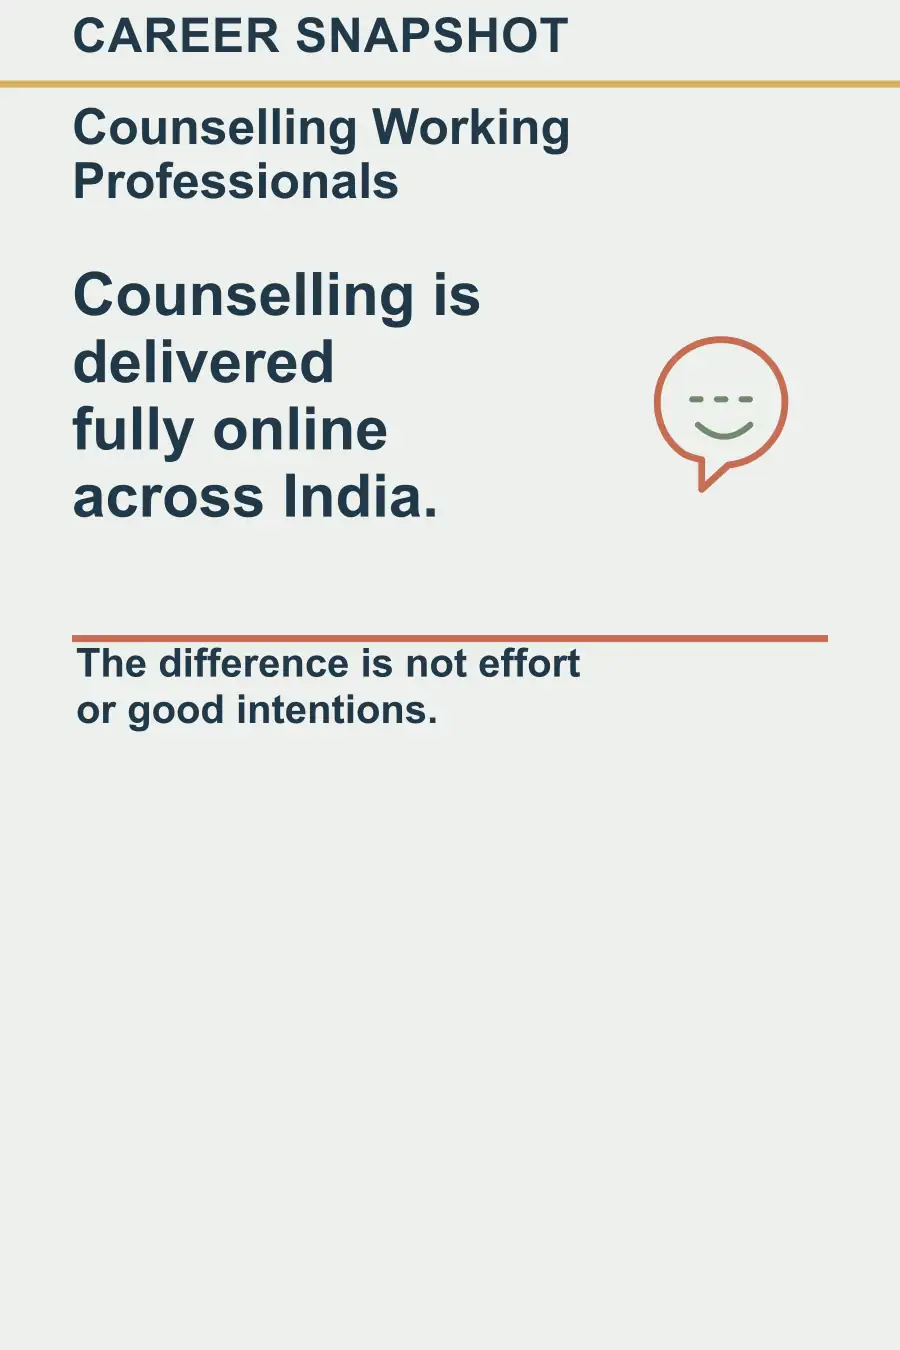 CAREER SNAPSHOT
Counselling Working
Professionals
Counselling is
delivered
fully online
across India.
The difference is not effort
or good intentions.